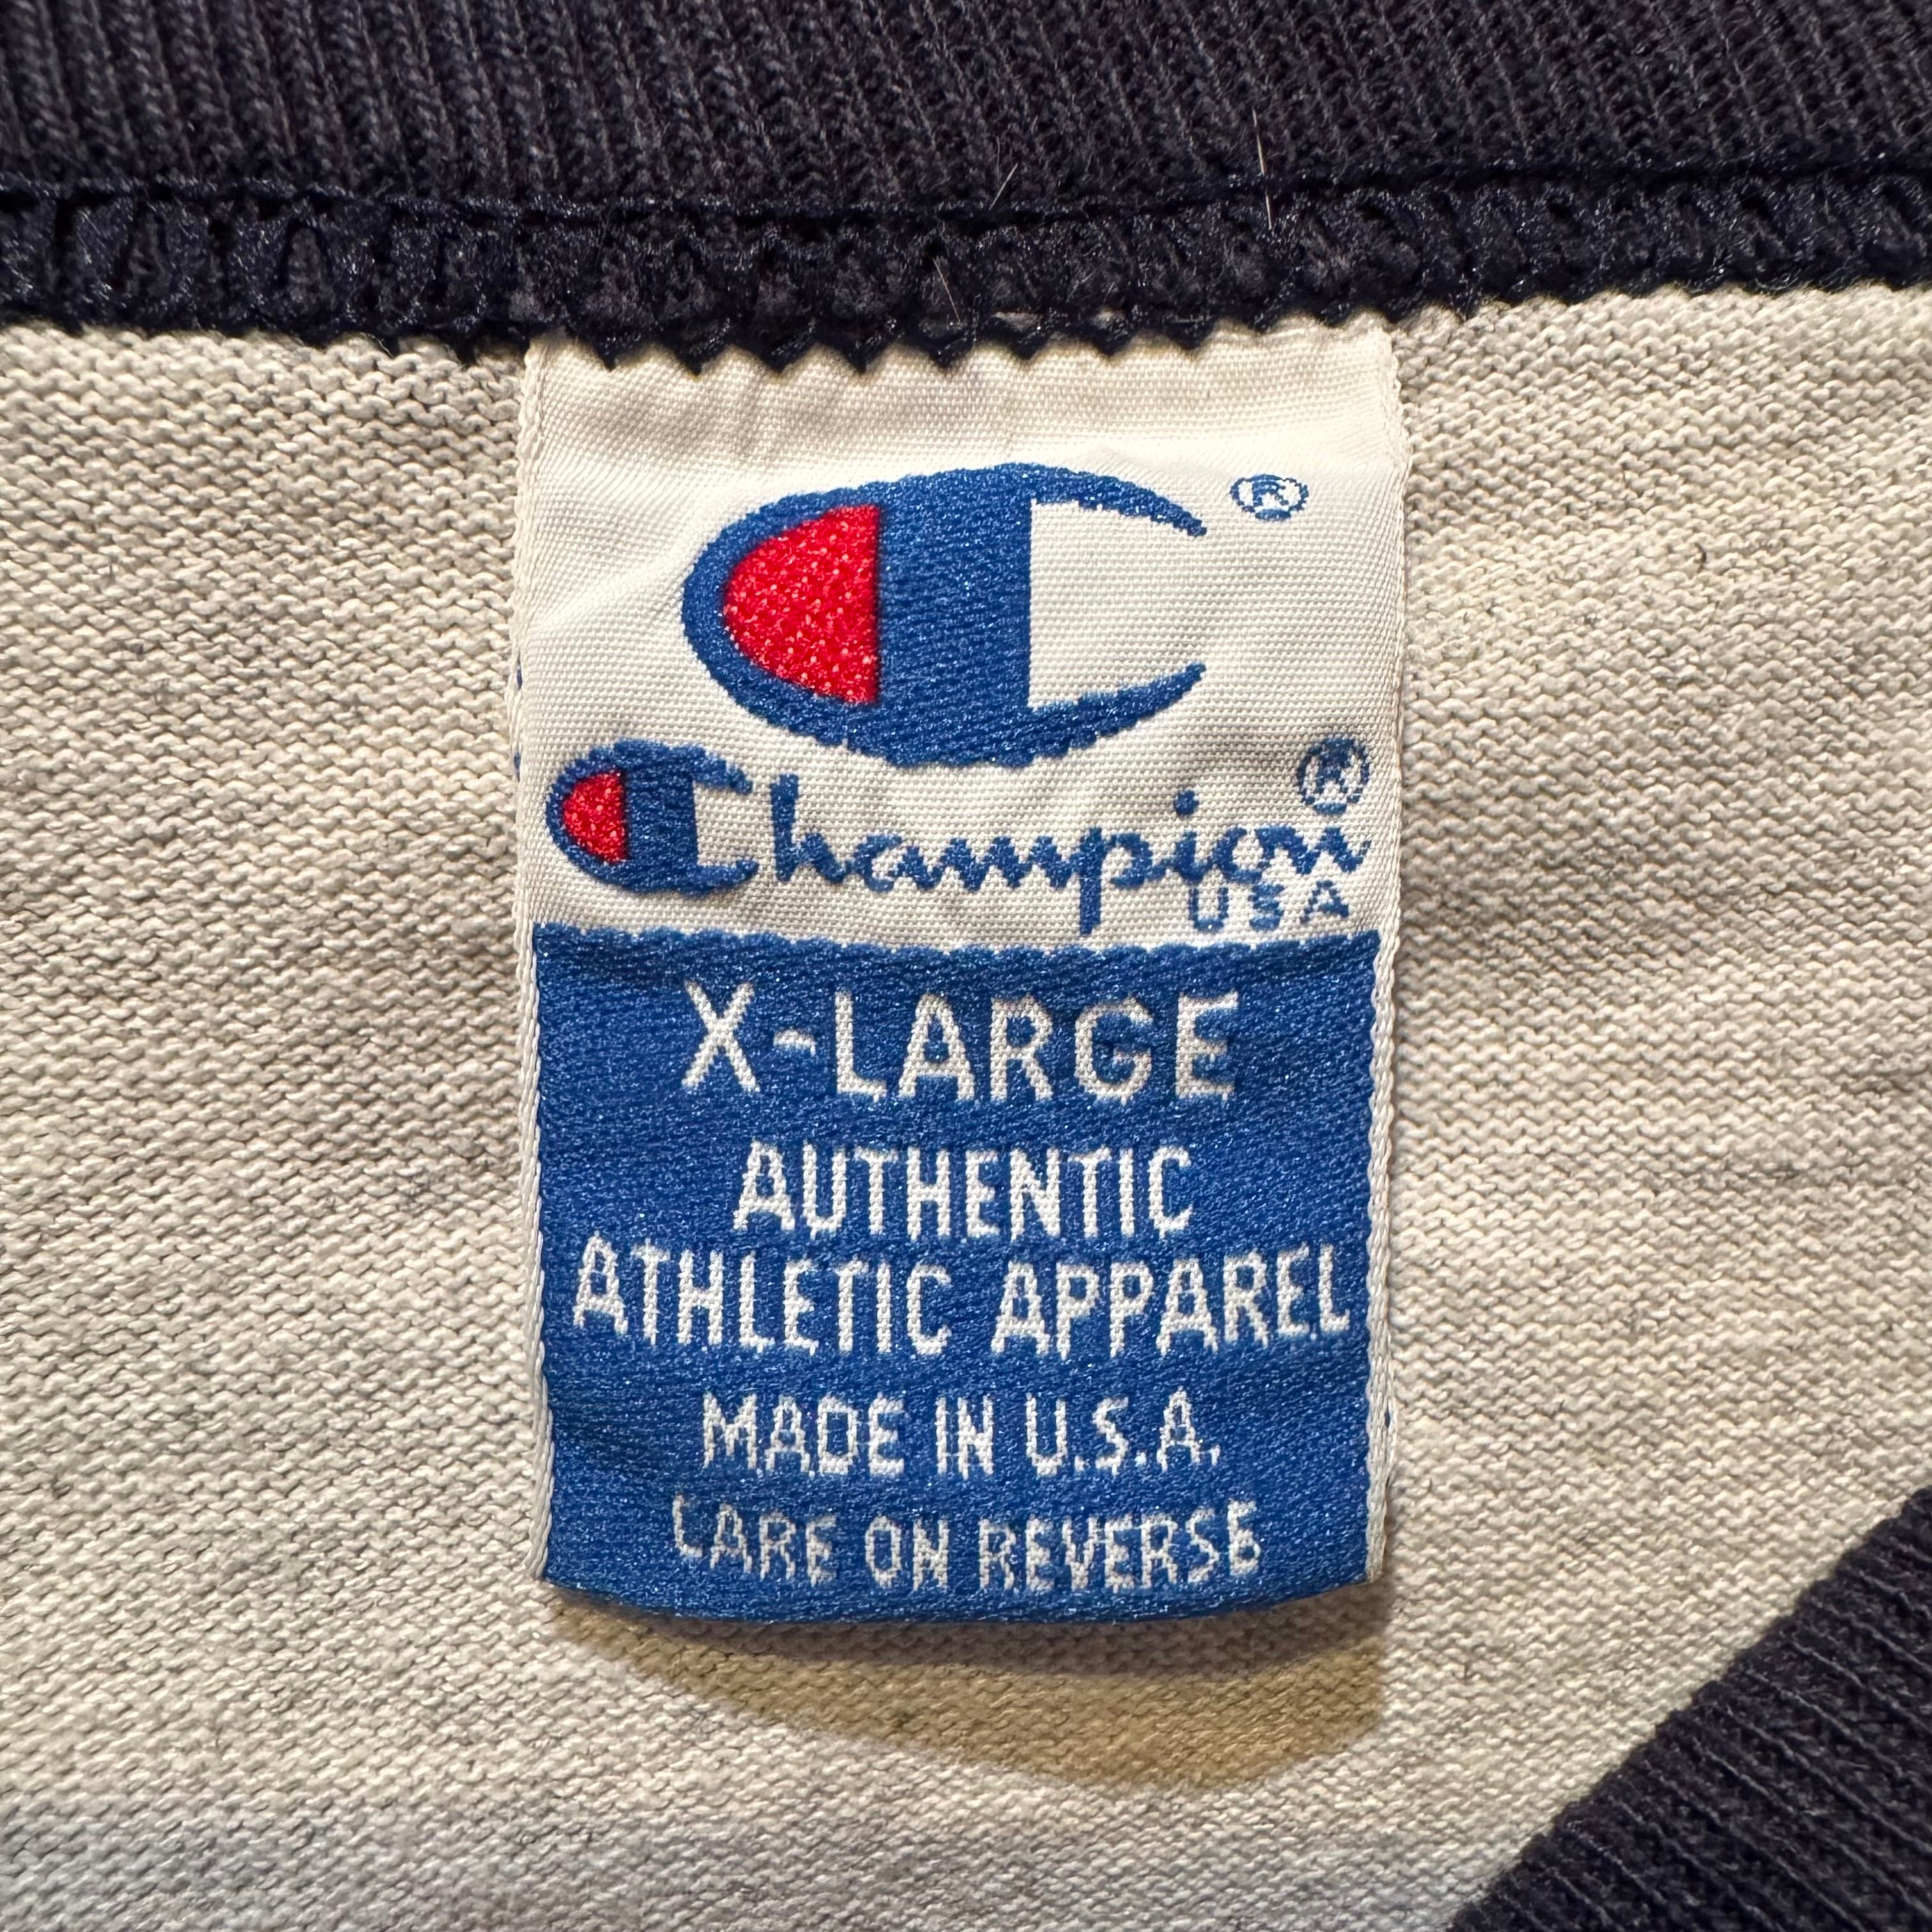 C®
Champion®
USA
X-LARGE
AUTHENTIC
ATHLETIC APPAREL
MADE IN U.S.A.
CARE ON REVERSE